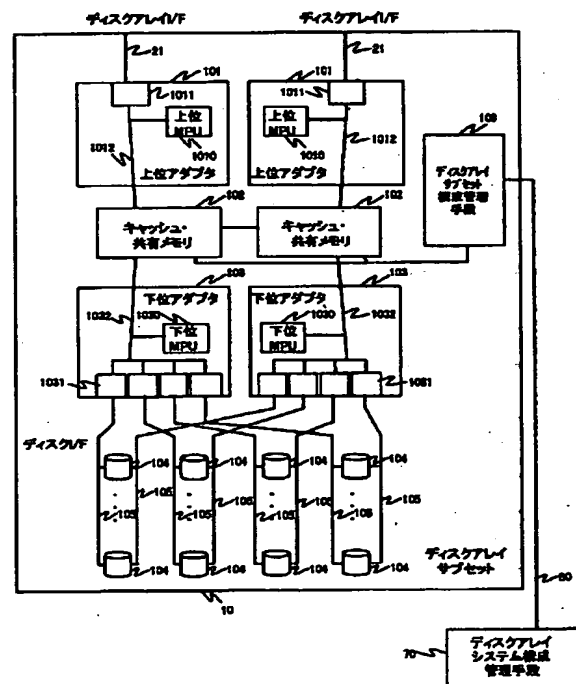 ディスクアレイI/F
ディスクアレイI/F
21
21
101
101
1011
1011
上位
MPU
上位
MPU
1010
1010
1012
1012
上位アダプタ
上位アダプタ
ディスクアレイ
サブセット
構成管理
手段
102
102
キャッシュ・
共有メモリ
キャッシュ・
共有メモリ
103
下位アダプタ
下位アダプタ
1032
1030
1030
1032
下位
MPU
下位
MPU
1031
1031
ディスクI/F
104
104
104
104
105
105
105
105
105
105
105
104
104
104
104
ディスクアレイ
サブセット
10
70
ディスクアレイ
システム構成
管理手段